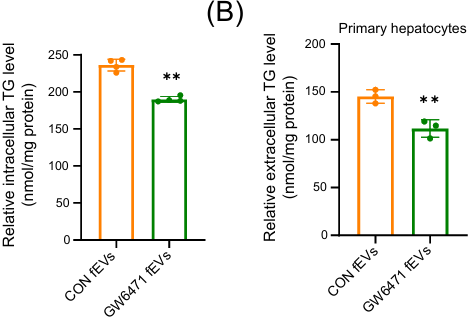 (B)
Relative intracellular TG level
(nmol/mg protein)
250
200
150
100
50
0
**
CON fEVs
GW6471 fEVs
Primary hepatocytes
Relative extracellular TG level
(nmol/mg protein)
200
150
100
50
0
**
CON fEVs
GW6471 fEVs